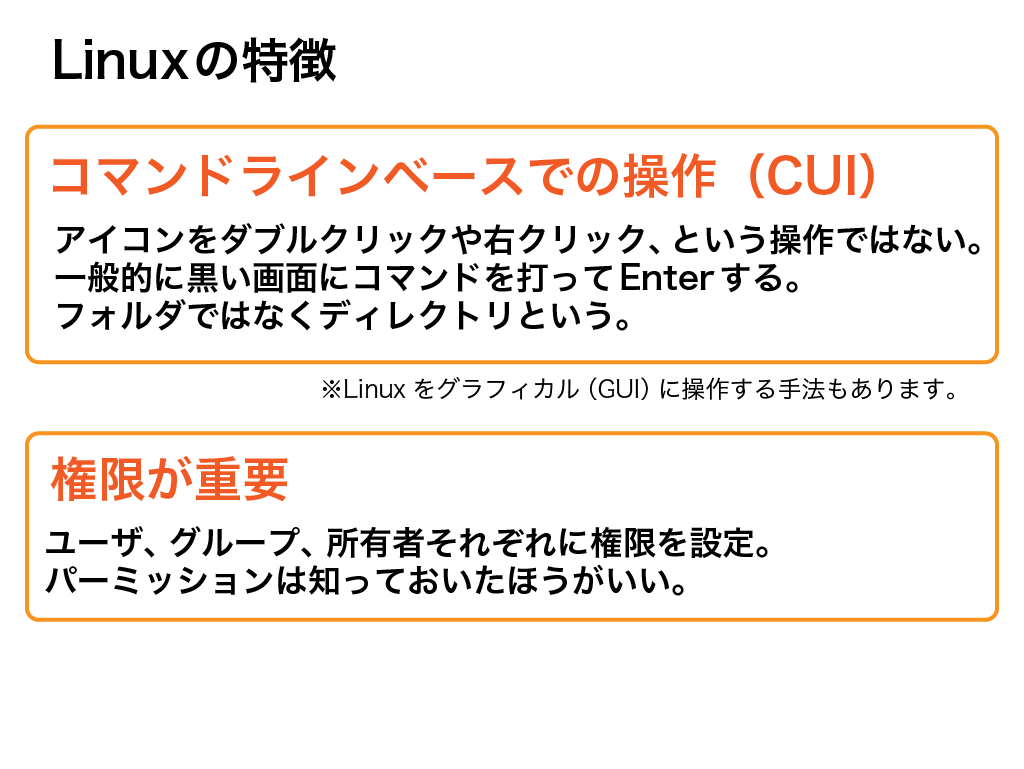 Linuxの特徴
コマンドラインベースでの操作（CUI）
アイコンをダブルクリックや右クリック、という操作ではない。
一般的に黒い画面にコマンドを打ってEnterする。
フォルダではなくディレクトリという。
※Linux をグラフィカル（GUI）に操作する手法もあります。
権限が重要
ユーザ、グループ、所有者それぞれに権限を設定。
パーミッションは知っておいたほうがいい。